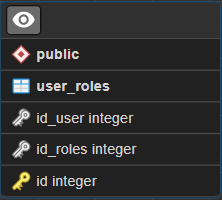 public
user_roles
id_user integer
id_roles integer
id integer